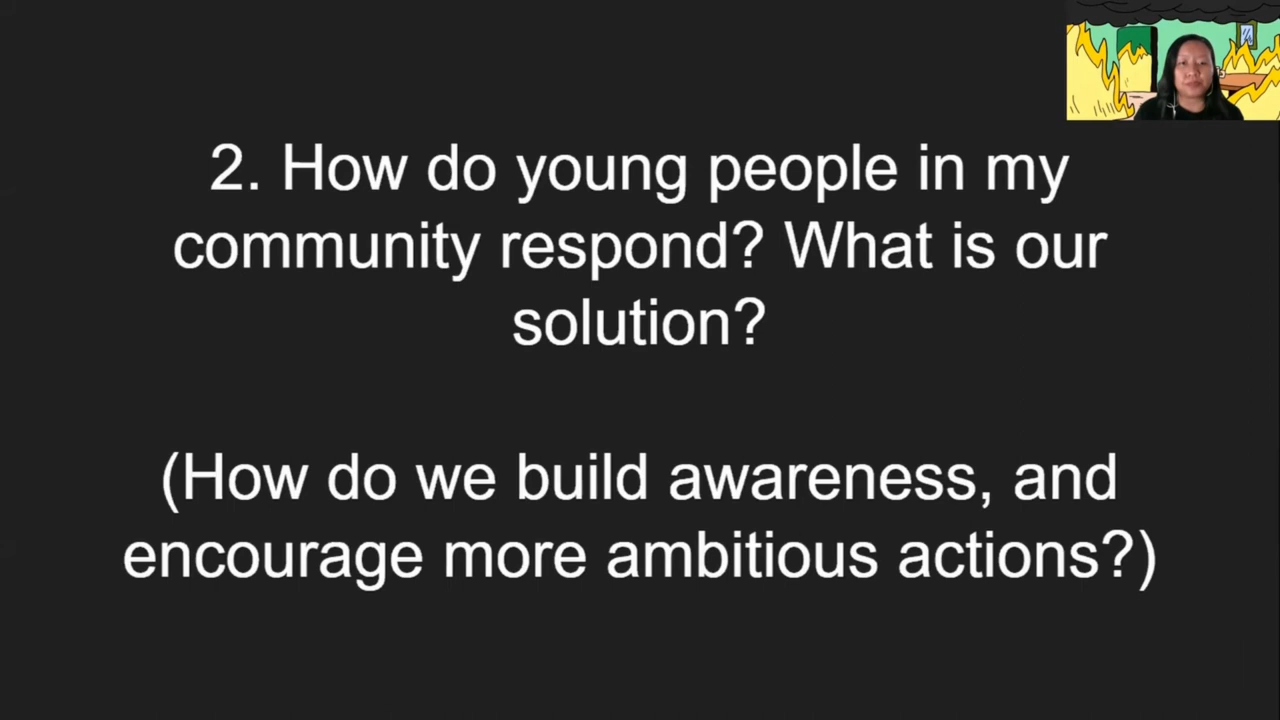 2. How do young people in my
community respond? What is our
solution?
(How do we build awareness, and
encourage more ambitious actions?)